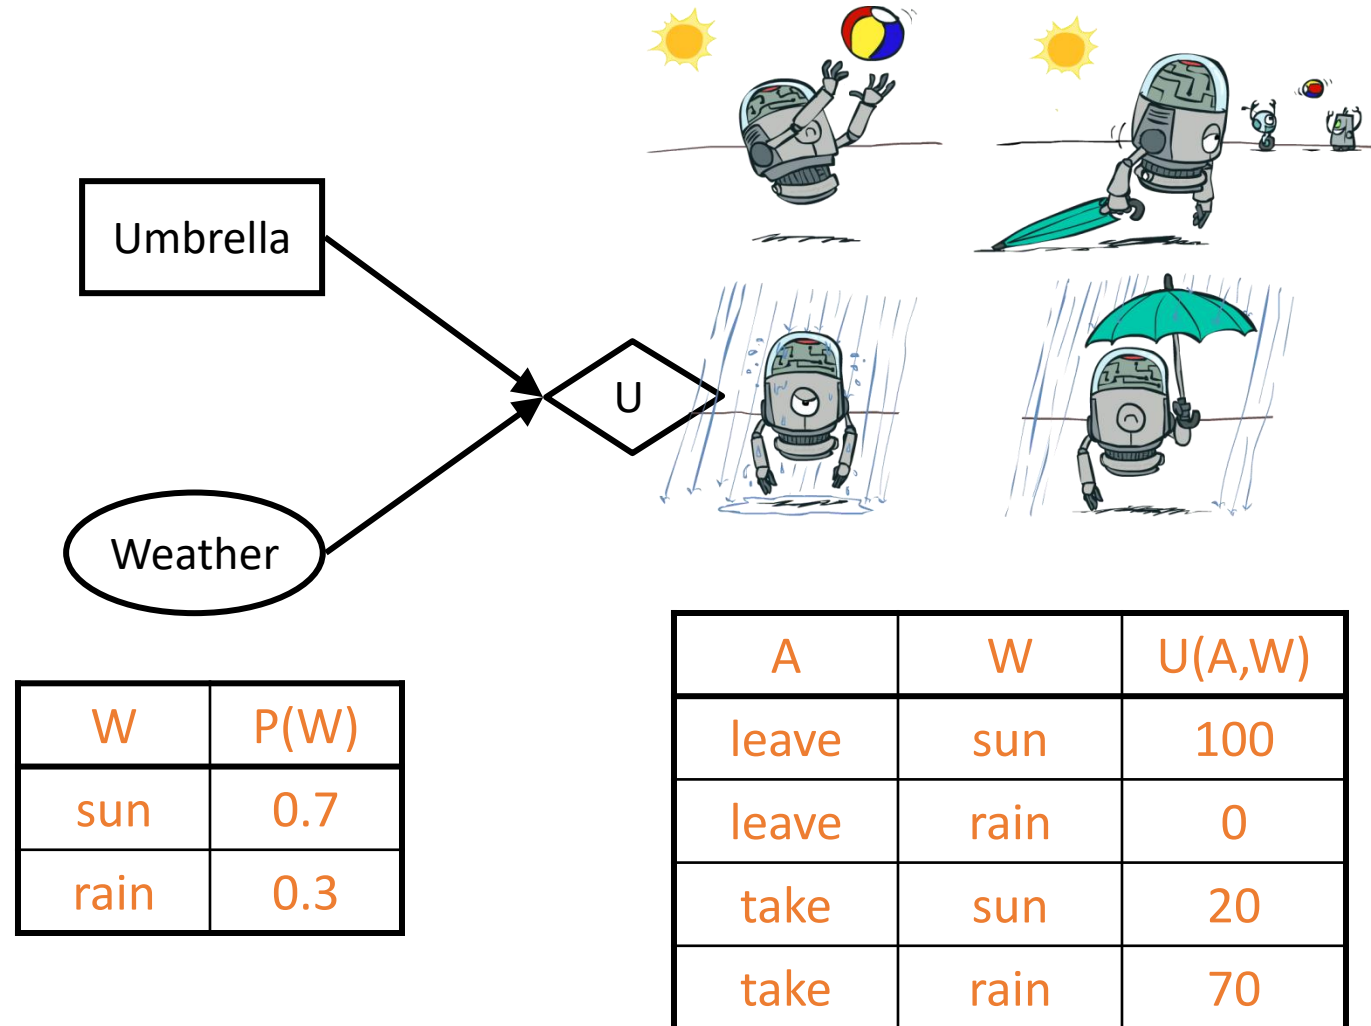 Umbrella
U
Weather
W P(W)
sun 0.7
rain 0.3
A W U(A,W)
leave sun 100
leave rain 0
take sun 20
take rain 70